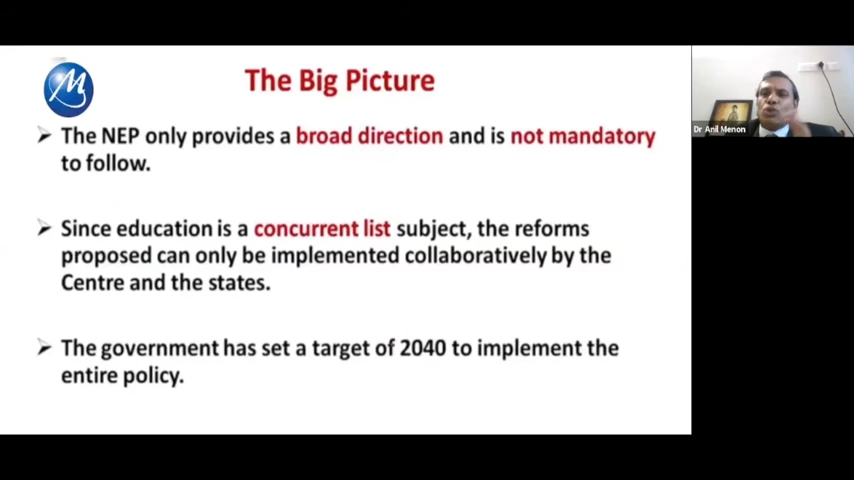 The Big Picture
The NEP only provides a broad direction and is not mandatory
to follow.
Since education is a concurrent list subject, the reforms
proposed can only be implemented collaboratively by the
Centre and the states.
The government has set a target of 2040 to implement the
entire policy.
M
Dr Anil Menon